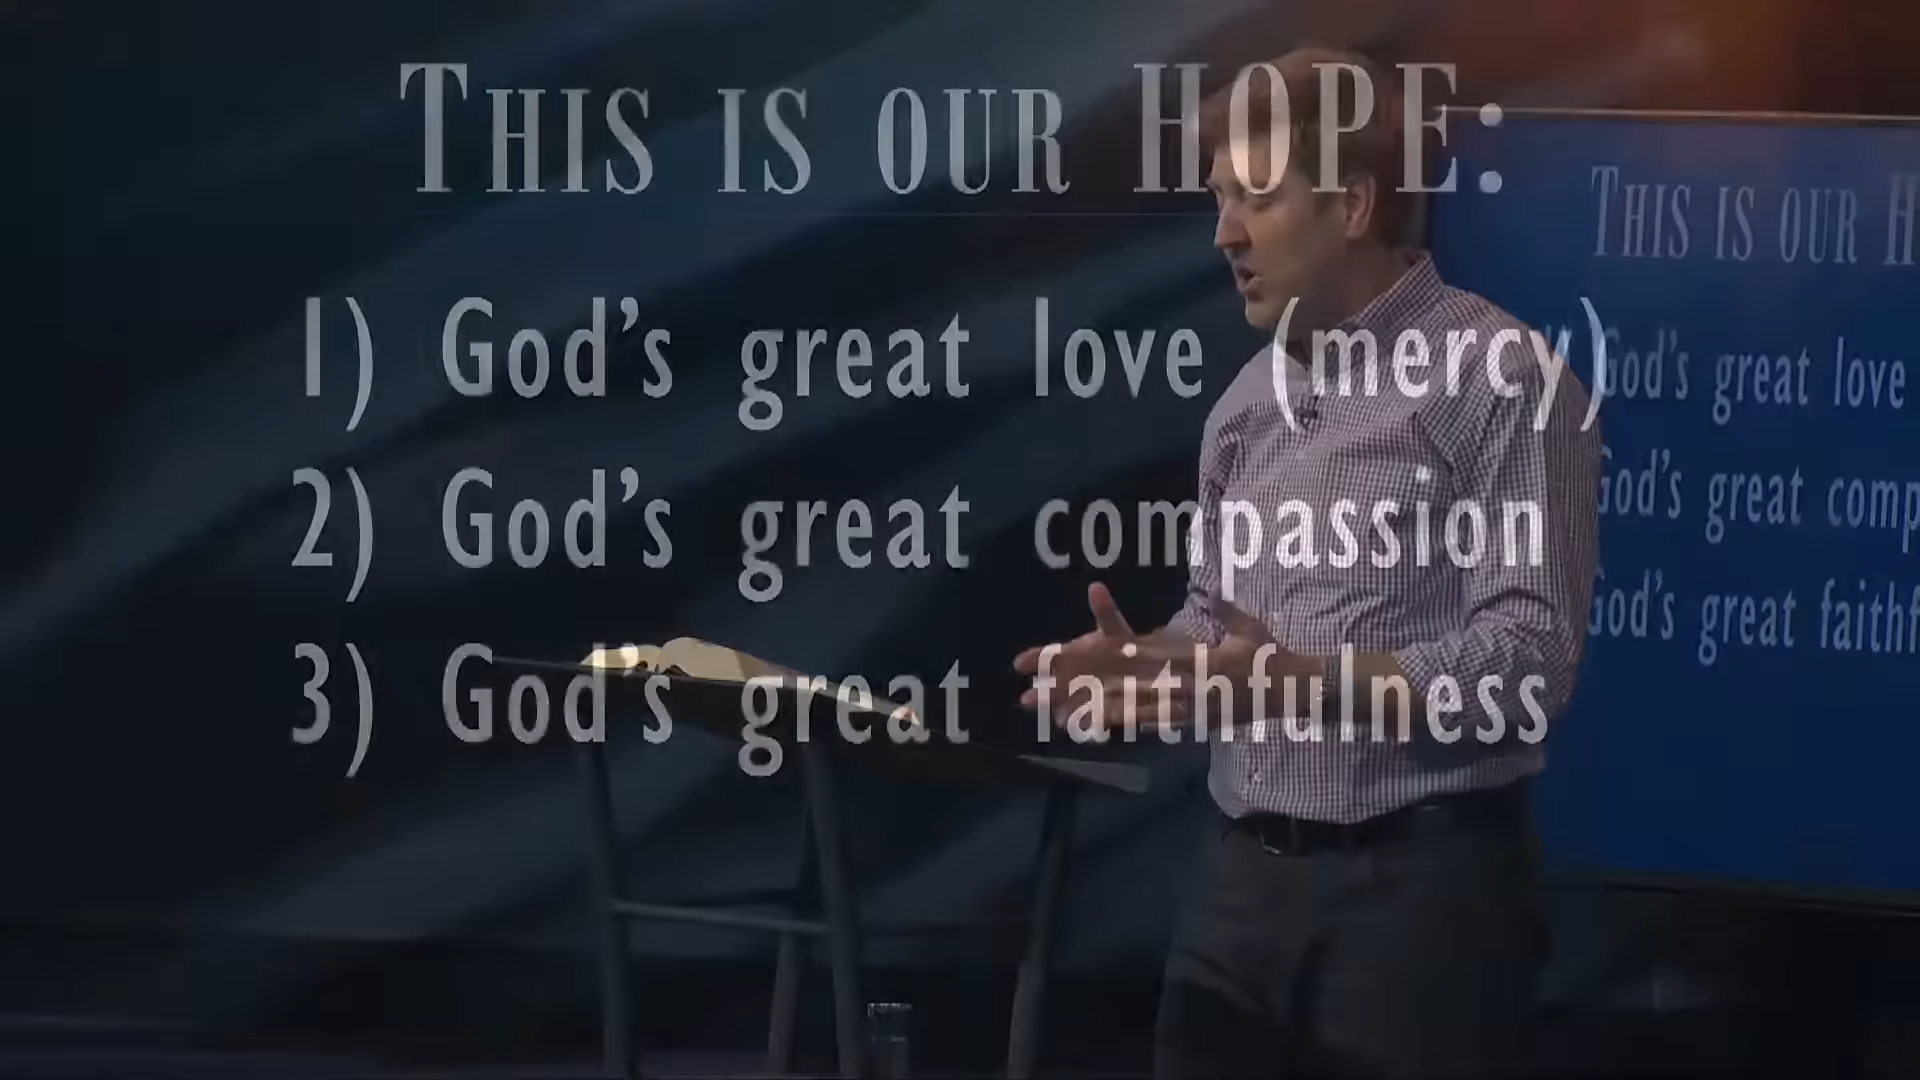 THIS IS OUR HOPE:
1) God's great love (mercy)
2) God's great compassion
3) God's great faithfulness
THIS IS OUR H
God's great love
God's great comp
God's great faithf